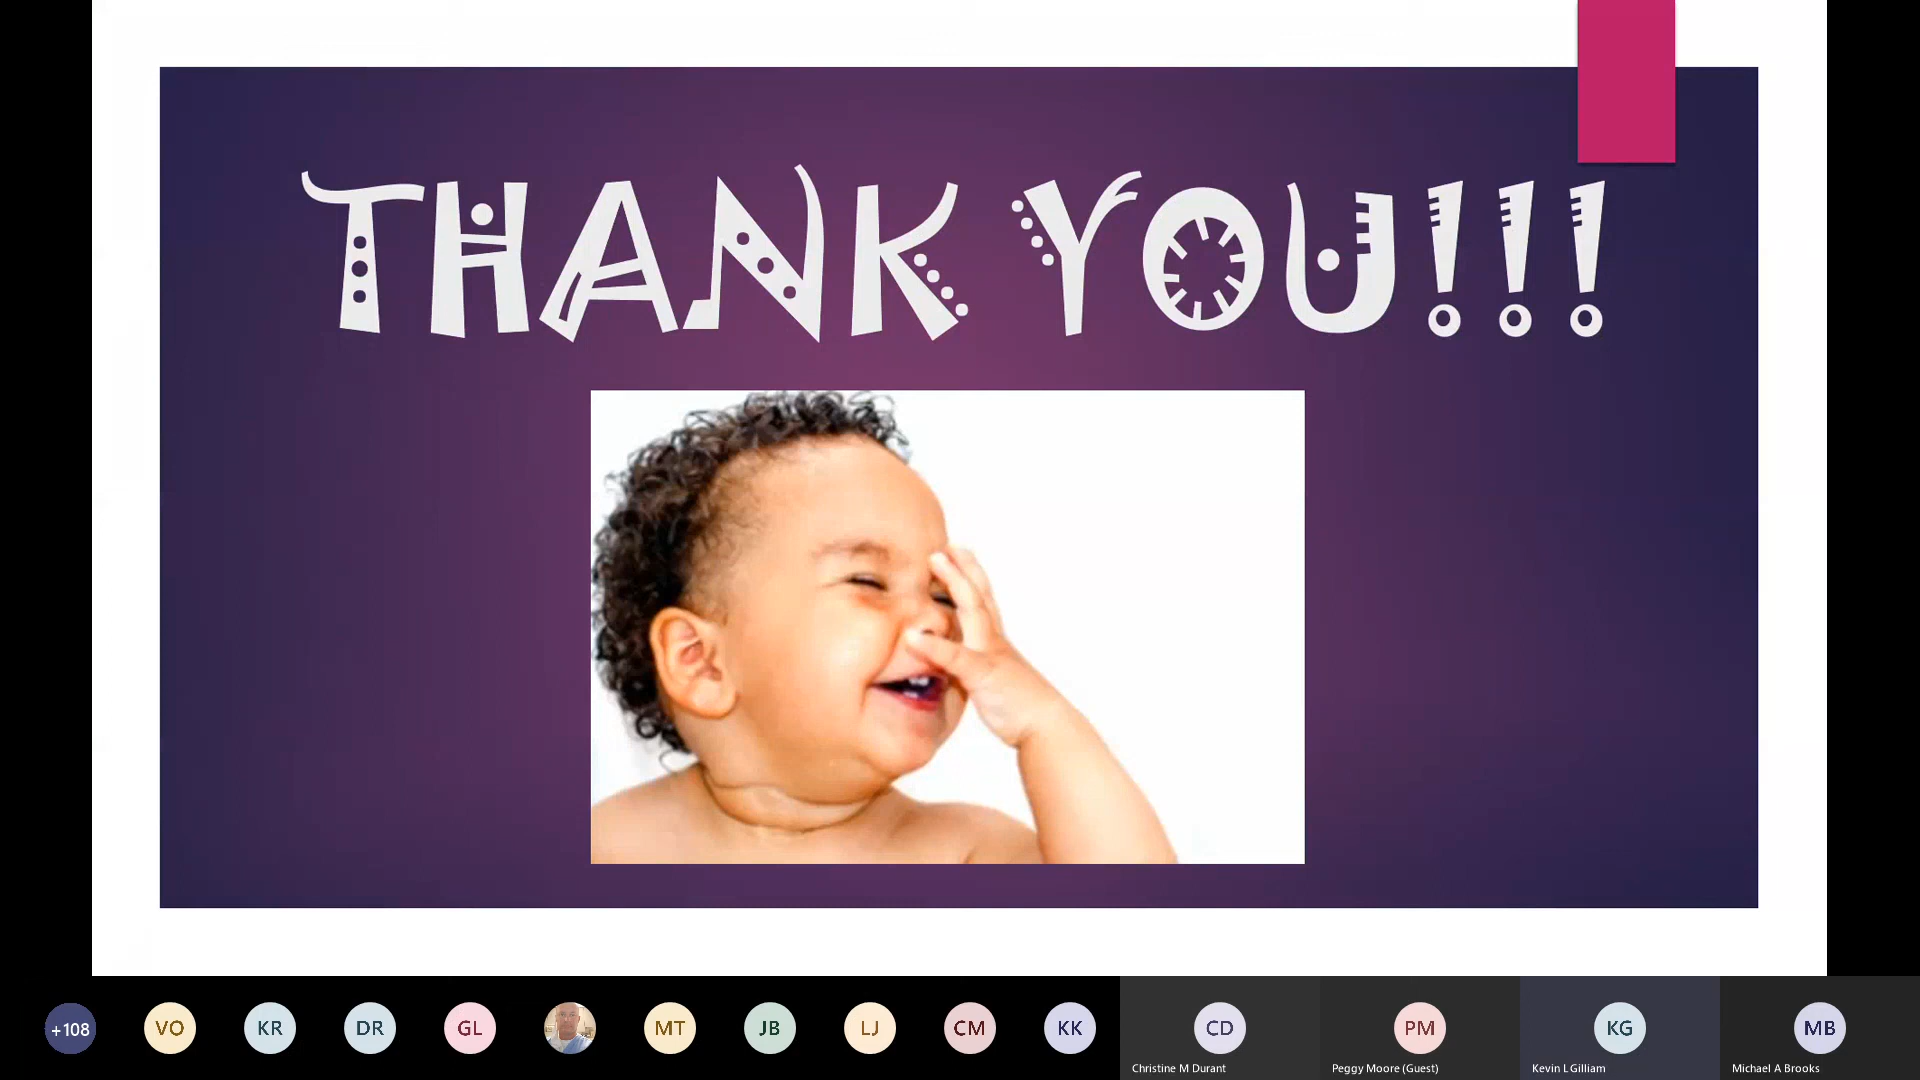 THANK YOU!!!
+108 VO KR DR GL MT JB LJ CM KK CD PM KG MB
Christine M Durant Peggy Moore (Guest) Kevin L Gilliam Michael A Brooks